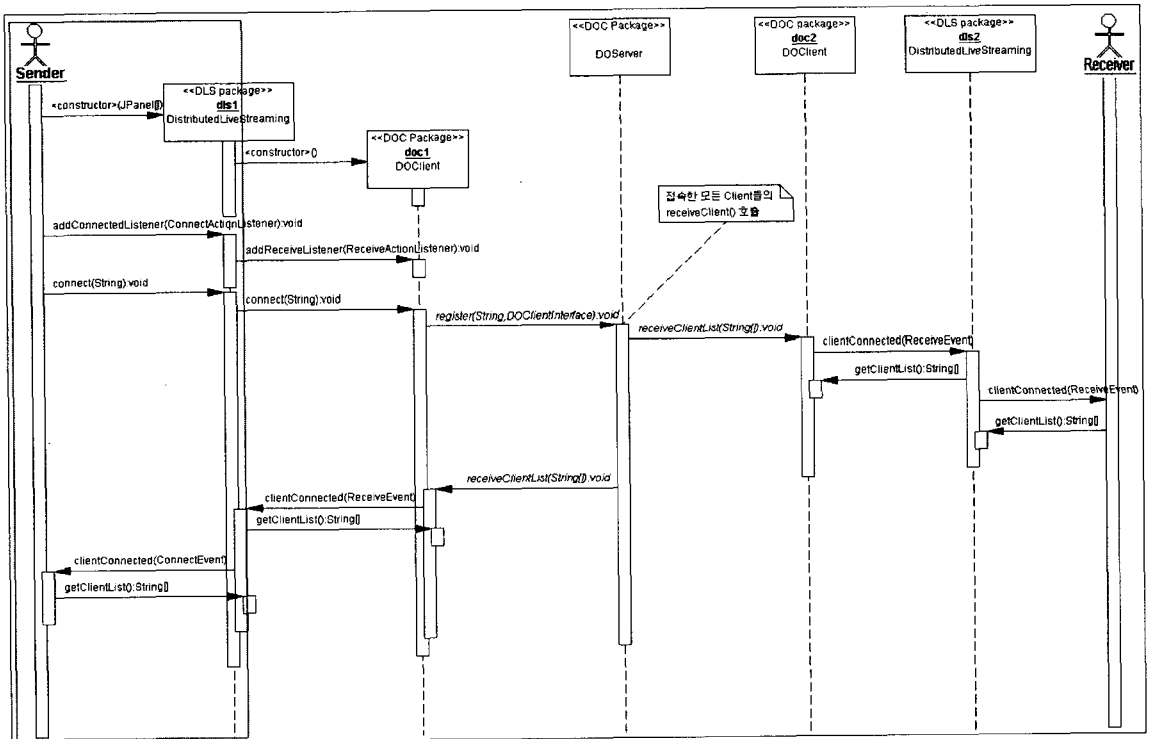 Sender
<<DLS package>>
dls1
DistributedLiveStreaming
<<DOC Package>>
doc1
DOClient
<<DOC Package>>
DOServer
<<DOC Package>>
doc2
DOClient
<<DLS package>>
dls2
DistributedLiveStreaming
Receiver
<constructor>(JPanel[])
<constructor>()
접속한 모든 Client들의
receiveClient() 호출
addConnectedListener(ConnectActionListener):void
addReceiveListener(ReceiveActionListener):void
connect(String):void
connect(String):void
register(String,DOClientInterface):void
receiveClientList(String[]):void
clientConnected(ReceiveEvent)
getClientList():String[]
clientConnected(ReceiveEvent)
getClientList():String[]
receiveClientList(String[]):void
clientConnected(ReceiveEvent)
getClientList():String[]
clientConnected(ConnectEvent)
getClientList():String[]